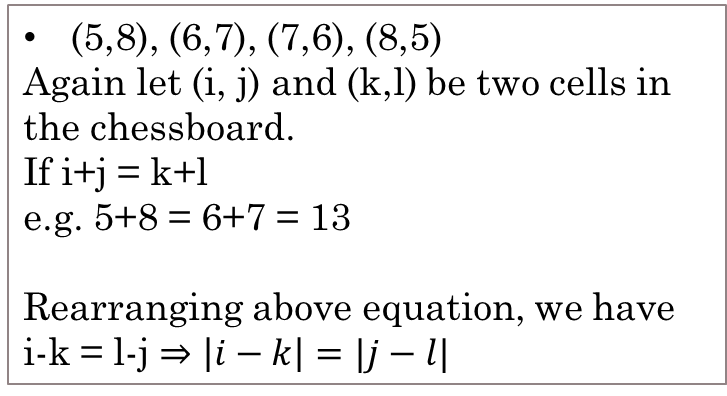 • (5,8), (6,7), (7,6), (8,5)
Again let (i, j) and (k,l) be two cells in
the chessboard.
If i+j = k+l
e.g. 5+8 = 6+7 = 13
Rearranging above equation, we have
i-k = l-j ⇒ |𝑖 − 𝑘| = |𝑗 − 𝑙|